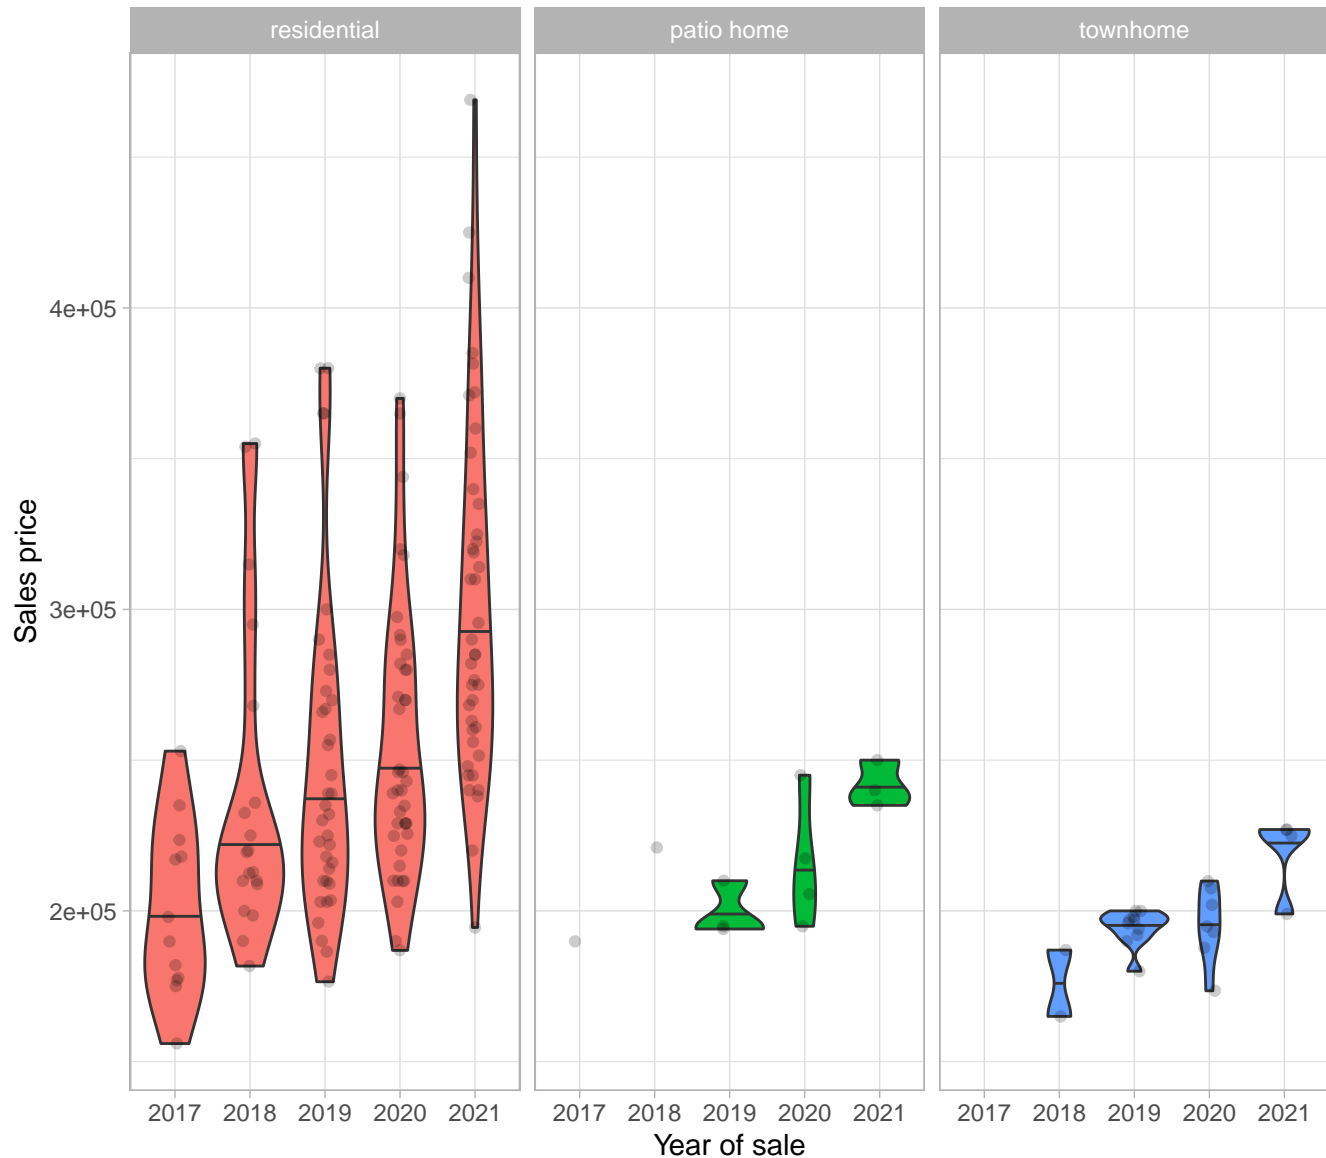 residential patio home townhome
Sales price
4e+05
3e+05
2e+05
2017 2018 2019 2020 2021 2017 2018 2019 2020 2021 2017 2018 2019 2020 2021
Year of sale